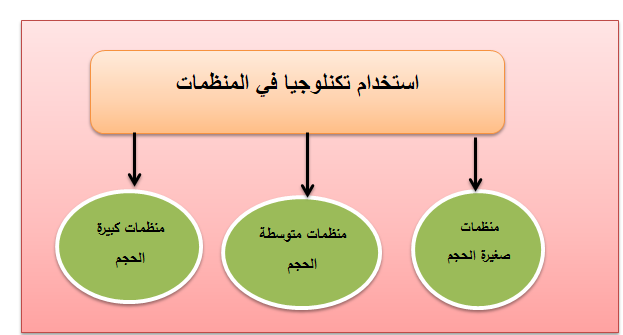 استخدام تكنلوجيا في المنظمات
منظمات
صغيرة الحجم
منظمات متوسطة
الحجم
منظمات كبيرة
الحجم